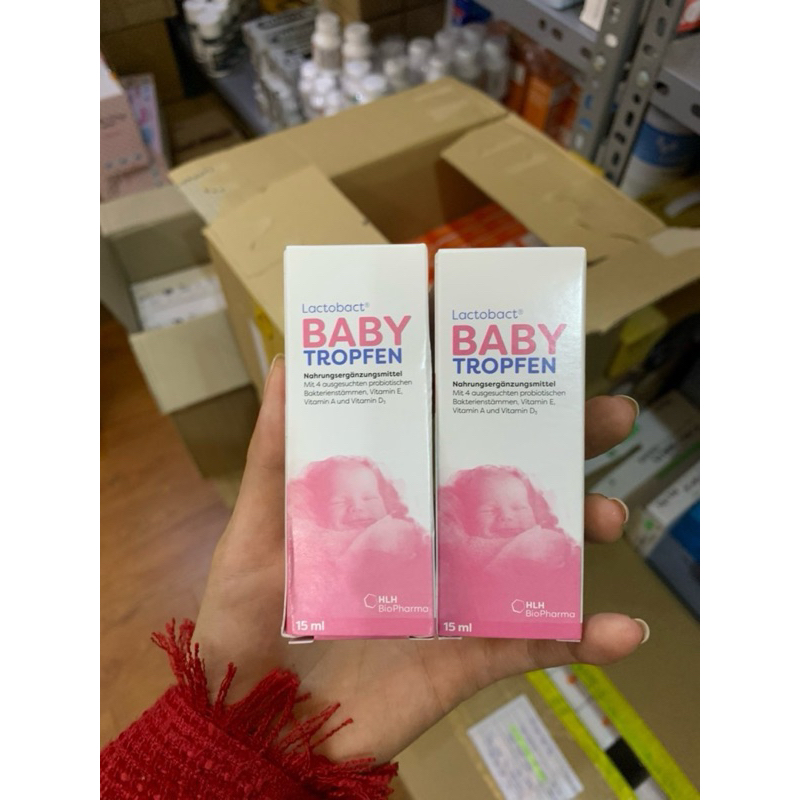 Lactobact®
BABY
TROPFEN
Nahrungsergänzungsmittel
Mit 4 ausgesuchten probiotischen
Bakterienstämmen, Vitamin E,
Vitamin A und Vitamin D₃
HLH
BioPharma
15 ml
Lactobact®
BABY
TROPFEN
Nahrungsergänzungsmittel
Mit 4 ausgesuchten probiotischen
Bakterienstämmen, Vitamin E,
Vitamin A und Vitamin D₃
HLH
BioPharma
15 ml